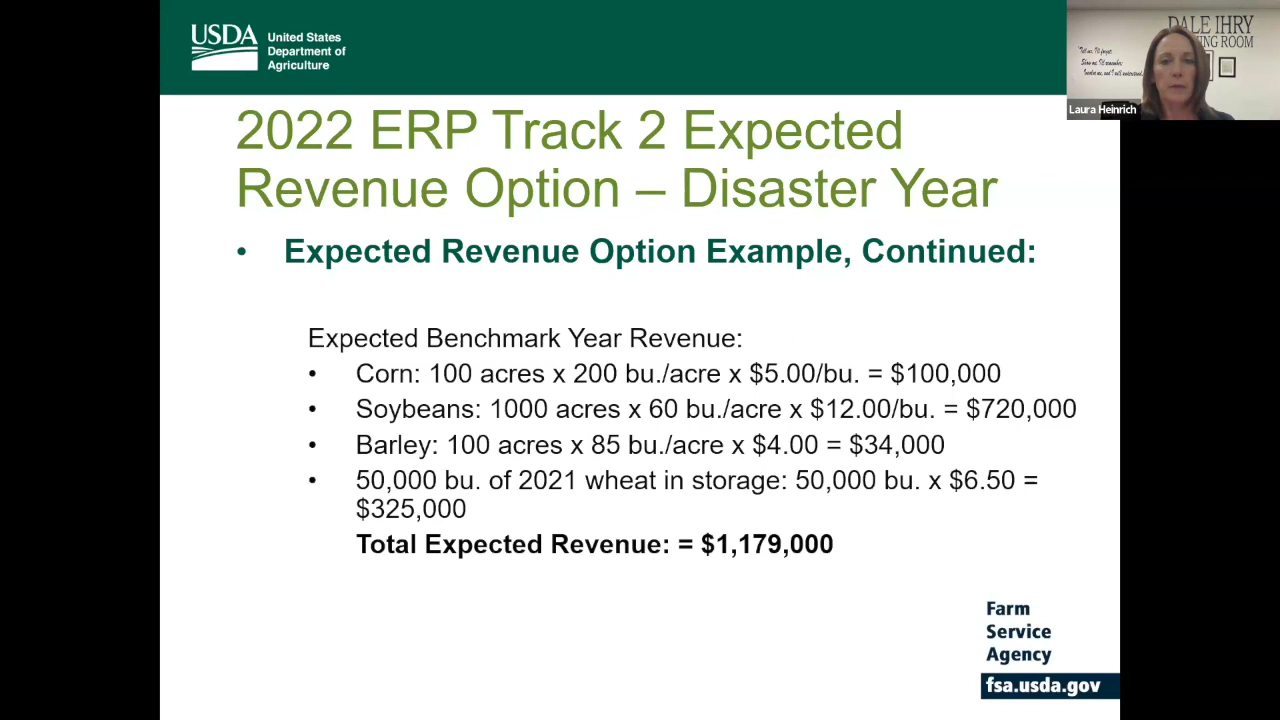 USDA
United States
Department of
Agriculture
DALE IHRY
Laura Heinrich
2022 ERP Track 2 Expected
Revenue Option – Disaster Year
• Expected Revenue Option Example, Continued:
Expected Benchmark Year Revenue:
• Corn: 100 acres x 200 bu./acre x $5.00/bu. = $100,000
• Soybeans: 1000 acres x 60 bu./acre x $12.00/bu. = $720,000
• Barley: 100 acres x 85 bu./acre x $4.00 = $34,000
• 50,000 bu. of 2021 wheat in storage: 50,000 bu. x $6.50 =
$325,000
Total Expected Revenue: = $1,179,000
Farm
Service
Agency
fsa.usda.gov